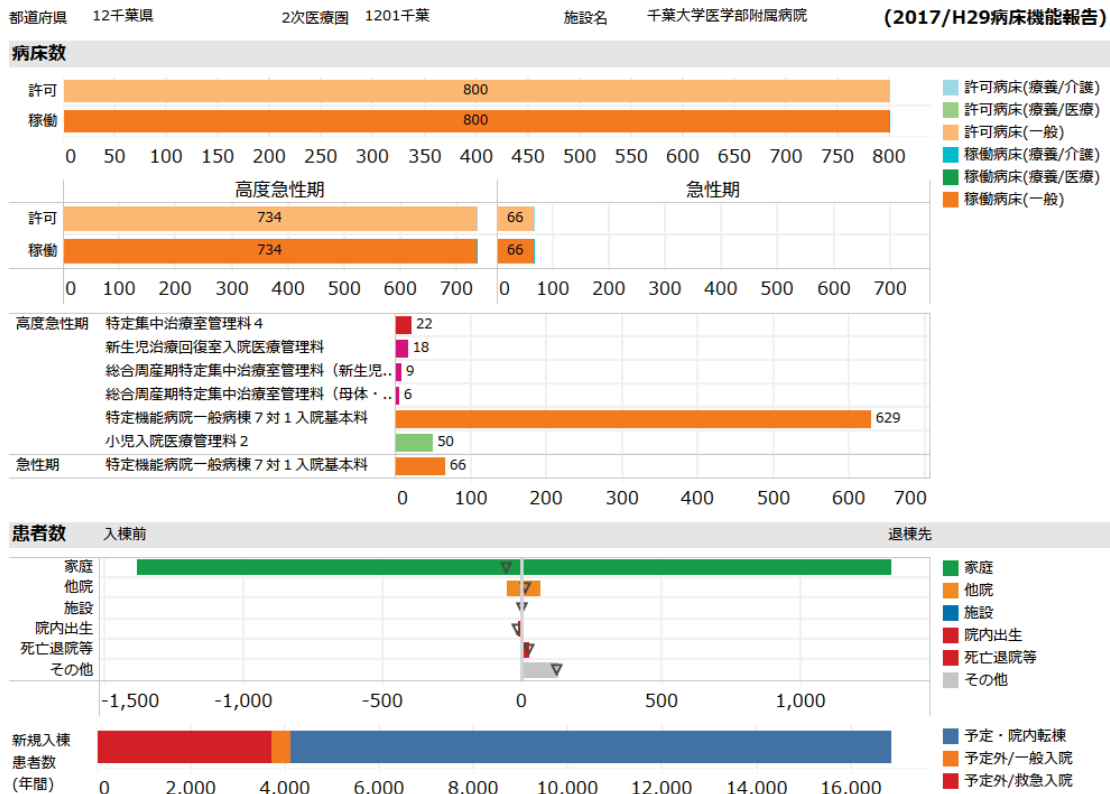 都道府県 12千葉県 2次医療圏 1201千葉 施設名 千葉大学医学部附属病院 (2017/H29病床機能報告)
病床数
許可 800
稼働 800
0 50 100 150 200 250 300 350 400 450 500 550 600 650 700 750 800
許可病床(療養/介護)
許可病床(療養/医療)
許可病床(一般)
稼働病床(療養/介護)
稼働病床(療養/医療)
稼働病床(一般)
高度急性期 急性期
許可 734 66
稼働 734 66
0 100 200 300 400 500 600 700 0 100 200 300 400 500 600 700
高度急性期 特定集中治療室管理料4 22
新生児治療回復室入院医療管理料 18
総合周産期特定集中治療室管理料(新生児.. 9
総合周産期特定集中治療室管理料(母体・.. 6
特定機能病院一般病棟7対1入院基本料 629
小児入院医療管理料2 50
急性期 特定機能病院一般病棟7対1入院基本料 66
0 100 200 300 400 500 600 700
患者数 入棟前 退棟先
家庭
他院
施設
院内出生
死亡退院等
その他
-1,500 -1,000 -500 0 500 1,000
家庭
他院
施設
院内出生
死亡退院等
その他
新規入棟
患者数
(年間)
0 2,000 4,000 6,000 8,000 10,000 12,000 14,000 16,000
予定・院内転棟
予定外/一般入院
予定外/救急入院